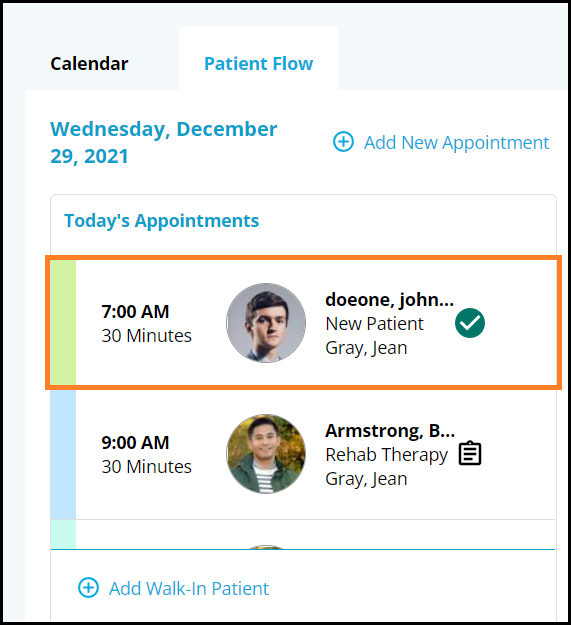 Calendar
Patient Flow
Wednesday, December
29, 2021
Add New Appointment
Today's Appointments
7:00 AM
30 Minutes
doeone, john...
New Patient
Gray, Jean
9:00 AM
30 Minutes
Armstrong, B...
Rehab Therapy
Gray, Jean
Add Walk-In Patient